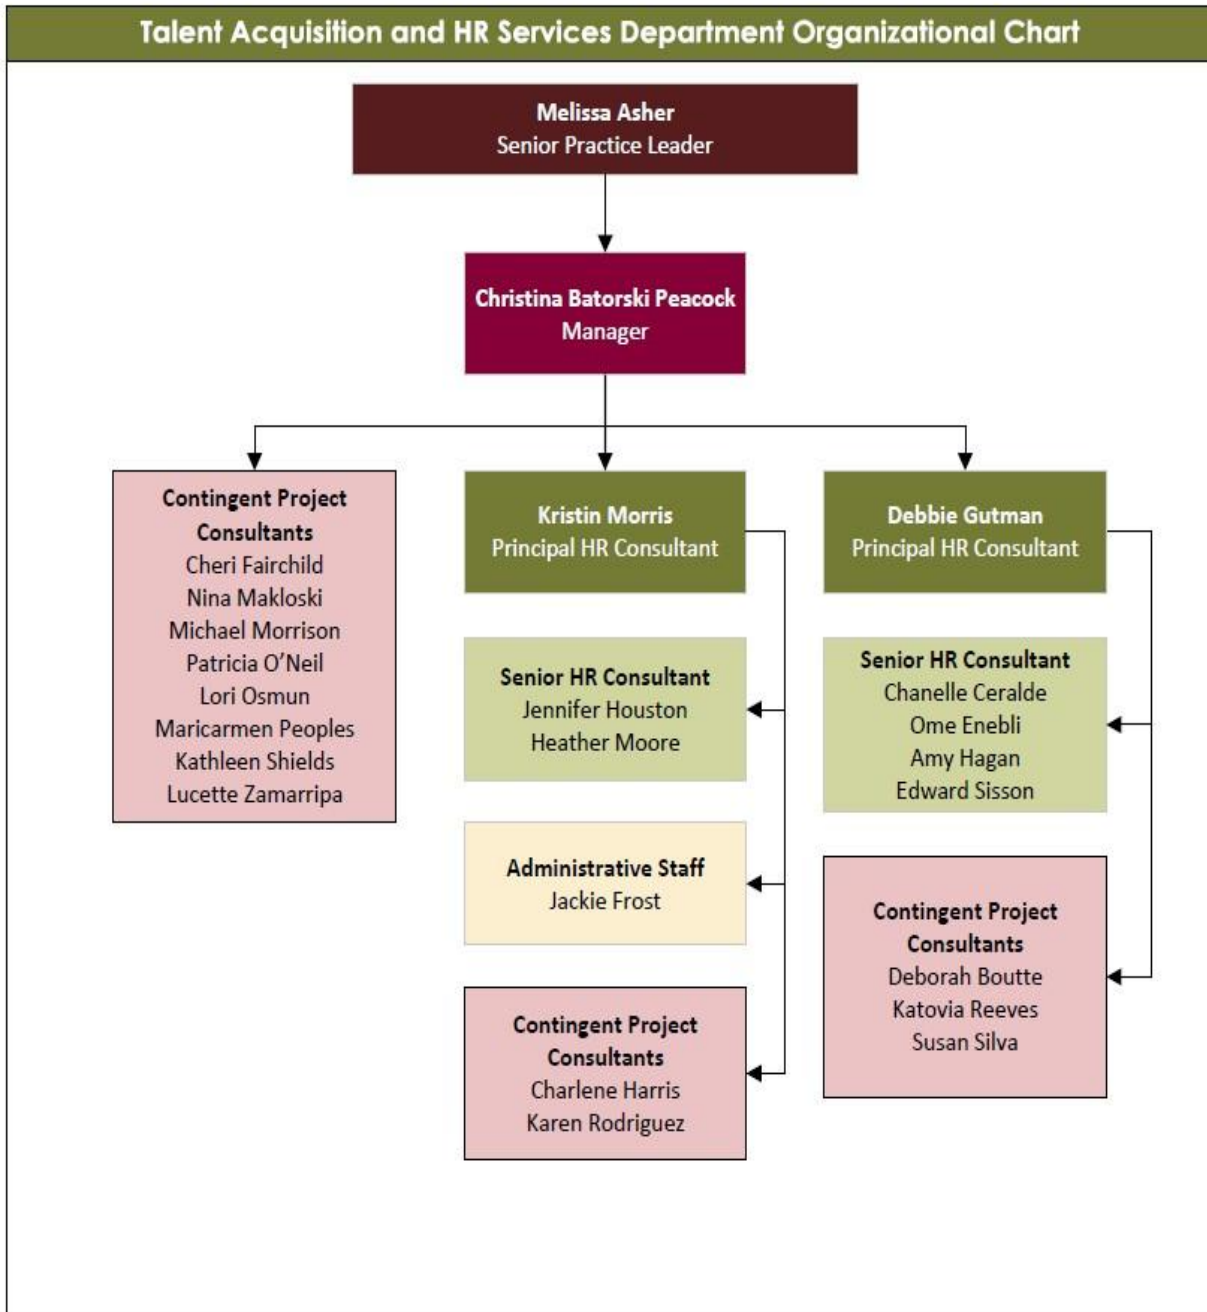 Talent Acquisition and HR Services Department Organizational Chart
Melissa Asher
Senior Practice Leader
Christina Batorski Peacock
Manager
Contingent Project
Consultants
Cheri Fairchild
Nina Makloski
Michael Morrison
Patricia O’Neil
Lori Osmun
Maricarmen Peoples
Kathleen Shields
Lucette Zamarripa
Kristin Morris
Principal HR Consultant
Senior HR Consultant
Jennifer Houston
Heather Moore
Administrative Staff
Jackie Frost
Contingent Project
Consultants
Charlene Harris
Karen Rodriguez
Debbie Gutman
Principal HR Consultant
Senior HR Consultant
Chanelle Ceralde
Ome Enebli
Amy Hagan
Edward Sisson
Contingent Project
Consultants
Deborah Boutte
Katovia Reeves
Susan Silva